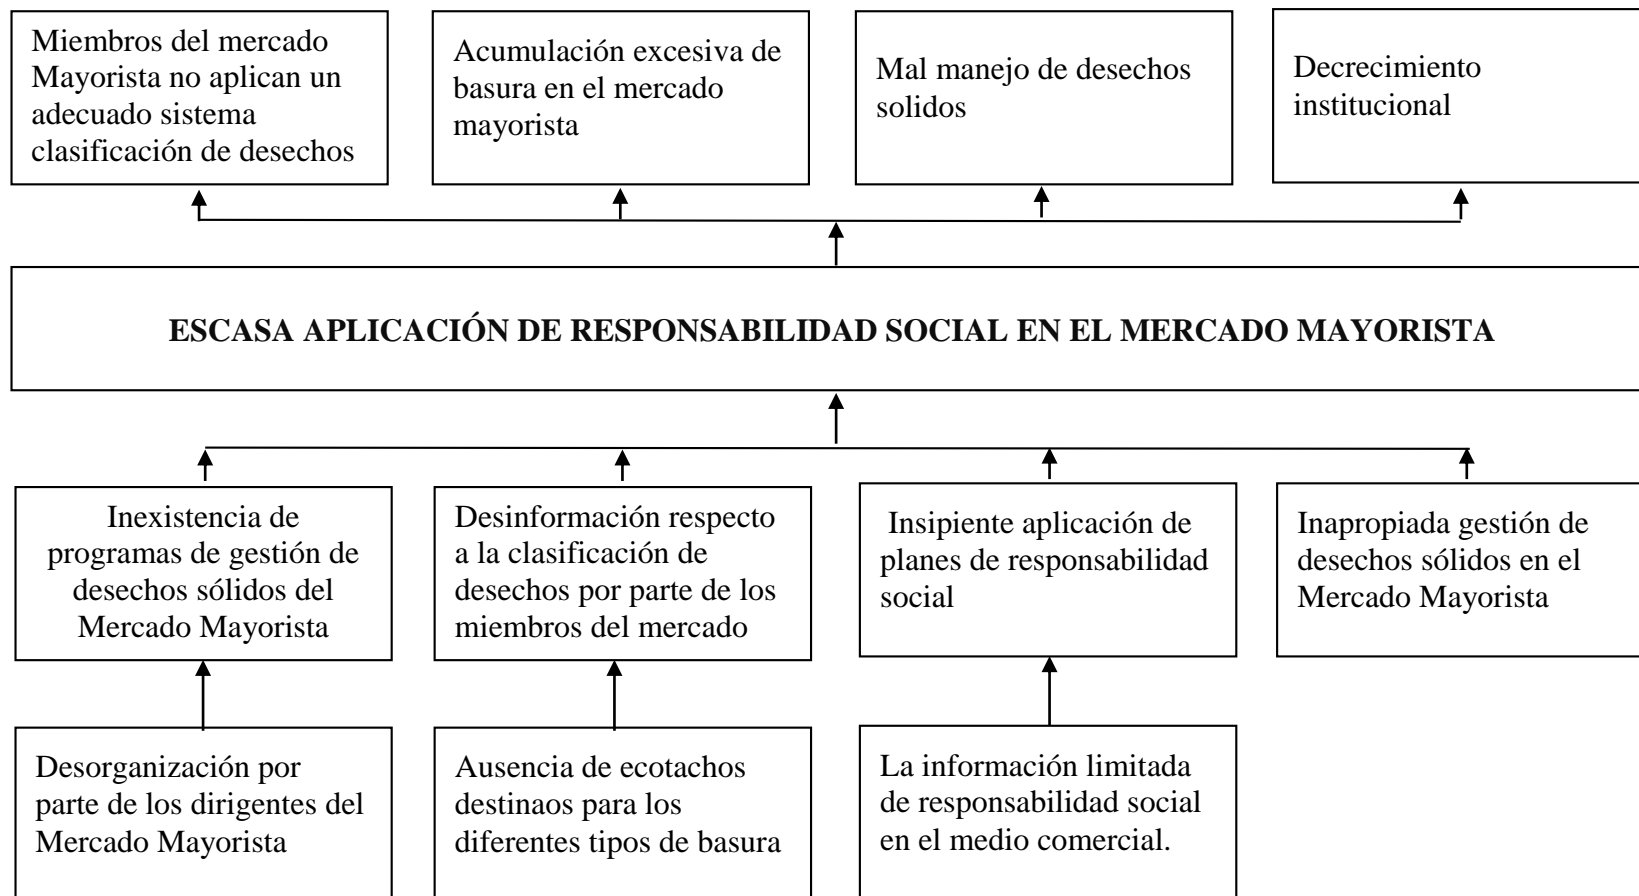 Miembros del mercado
Mayorista no aplican un
adecuado sistema
clasificación de desechos
Acumulación excesiva de
basura en el mercado
mayorista
Mal manejo de desechos
solidos
Decrecimiento
institucional
ESCASA APLICACIÓN DE RESPONSABILIDAD SOCIAL EN EL MERCADO MAYORISTA
Inexistencia de
programas de gestión de
desechos sólidos del
Mercado Mayorista
Desinformación respecto
a la clasificación de
desechos por parte de los
miembros del mercado
Insipiente aplicación de
planes de responsabilidad
social
Inapropiada gestión de
desechos sólidos en el
Mercado Mayorista
Desorganización por
parte de los dirigentes del
Mercado Mayorista
Ausencia de ecotachos
destinaos para los
diferentes tipos de basura
La información limitada
de responsabilidad social
en el medio comercial.